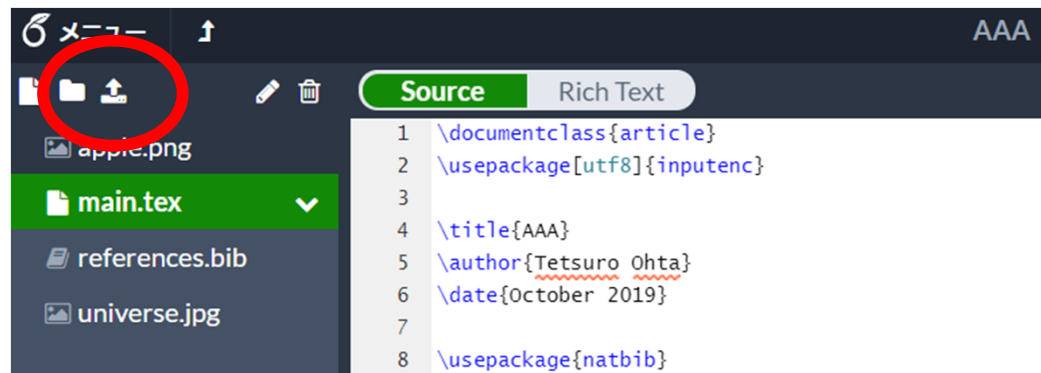 メニュー
AAA
Source Rich Text
apple.png
main.tex
references.bib
universe.jpg
1 \documentclass{article}
2 \usepackage[utf8]{inputenc}
3
4 \title{AAA}
5 \author{Tetsuro Ohta}
6 \date{October 2019}
7
8 \usepackage{natbib}